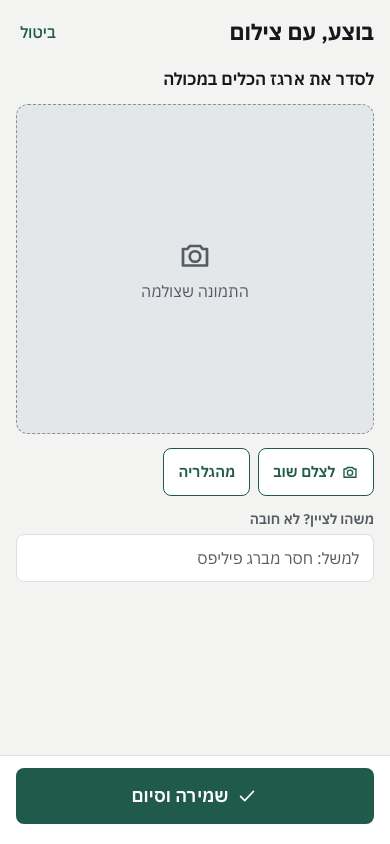 בוצע, עם צילום
ביטול
לסדר את ארגז הכלים במכולה
התמונה שצולמה
לצלם שוב
מהגלריה
משהו לציין? לא חובה
למשל: חסר מברג פיליפס
שמירה וסיום